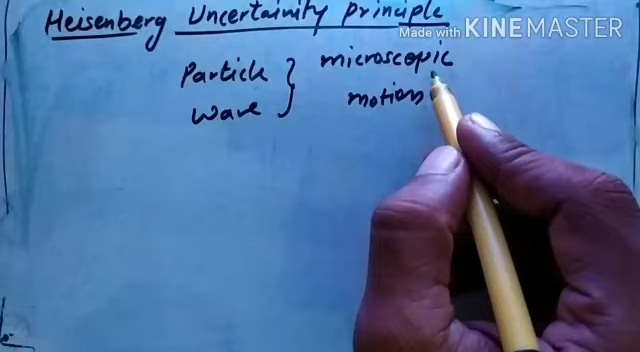 Heisenberg Uncertainity principle
Made with KINEMASTER
Particle } microscopic
Wave motion